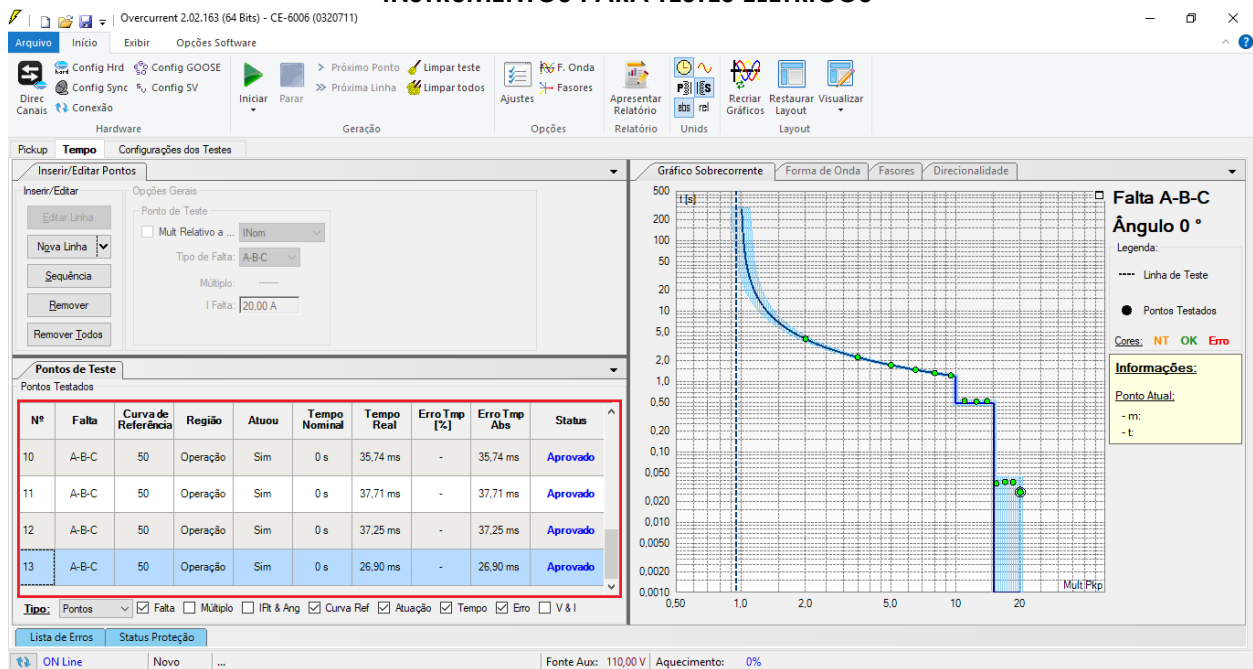 INSTRUMENTOS PARA TESTES ELÉTRICOS
Overcurrent 2.02.163 (64 Bits) - CE-6006 (0320711)
Arquivo Início Exibir Opções Software
Direc Canais
Config Hrd
Config Sync
Conexão
Config GOOSE
Config SV
Hardware
Iniciar
Parar
Próximo Ponto
Próxima Linha
Limpar teste
Limpar todos
Geração
Ajustes
F. Onda
Fasores
Opções
Apresentar Relatório
Relatório
abs rel
Unids
Recriar Gráficos
Restaurar Layout
Visualizar
Layout
Pickup Tempo Configurações dos Testes
Inserir/Editar Pontos
Inserir/Editar
Editar Linha
Nova Linha
Sequência
Remover
Remover Todos
Opções Gerais
Ponto de Teste
Mult Relativo a ... INom
Tipo de Falta: A-B-C
Múltiplo: ----
I Falta: 20,00 A
Pontos de Teste
Pontos Testados
Nº Falta Curva de Referência Região Atuou Tempo Nominal Tempo Real Erro Tmp [%] Erro Tmp Abs Status
10 A-B-C 50 Operação Sim 0 s 35,74 ms - 35,74 ms Aprovado
11 A-B-C 50 Operação Sim 0 s 37,71 ms - 37,71 ms Aprovado
12 A-B-C 50 Operação Sim 0 s 37,25 ms - 37,25 ms Aprovado
13 A-B-C 50 Operação Sim 0 s 26,90 ms - 26,90 ms Aprovado
Tipo: Pontos Falta Múltiplo IFlt & Ang Curva Ref Atuação Tempo Erro V & I
Lista de Erros Status Proteção
Gráfico Sobrecorrente Forma de Onda Fasores Direcionalidade
t [s]
500
200
100
50
20
10
5,0
2,0
1,0
0,50
0,20
0,10
0,050
0,020
0,010
0,0050
0,0020
0,0010
0,50 1,0 2,0 5,0 10 20
Mult Pkp
Falta A-B-C
Ângulo 0 °
Legenda:
---- Linha de Teste
Pontos Testados
Cores: NT OK Erro
Informações:
Ponto Atual:
- m:
- t:
ON Line Novo ... Fonte Aux: 110,00 V Aquecimento: 0%